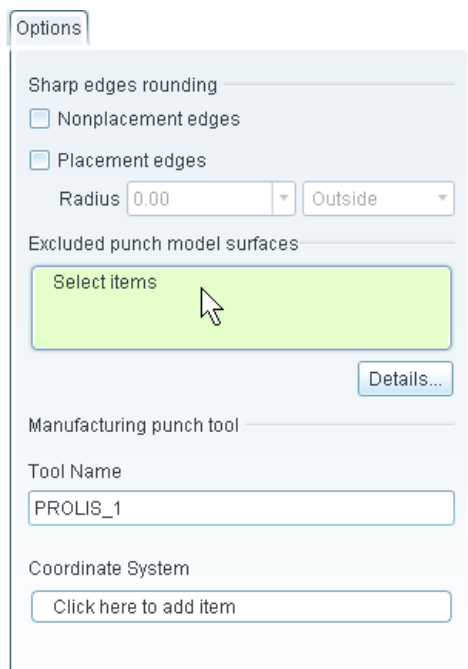 Options
Sharp edges rounding
Nonplacement edges
Placement edges
Radius 0.00 Outside
Excluded punch model surfaces
Select items
Details...
Manufacturing punch tool
Tool Name
PROLIS_1
Coordinate System
Click here to add item